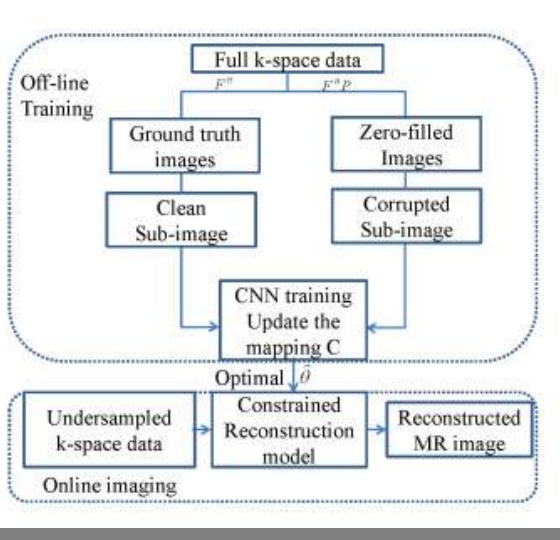 Full k-space data
Off-line
Training
F^H
F^H P
Ground truth
images
Zero-filled
Images
Clean
Sub-image
Corrupted
Sub-image
CNN training
Update the
mapping C
Optimal θ̂
Undersampled
k-space data
Constrained
Reconstruction
model
Reconstructed
MR image
Online imaging